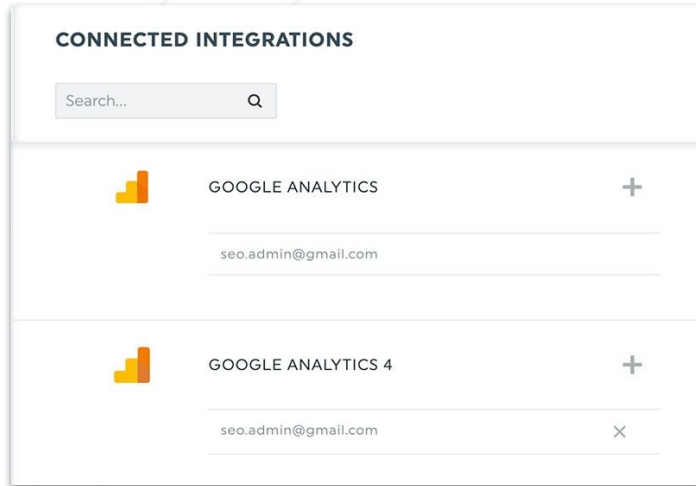 CONNECTED INTEGRATIONS
Search...
GOOGLE ANALYTICS
seo.admin@gmail.com
GOOGLE ANALYTICS 4
seo.admin@gmail.com